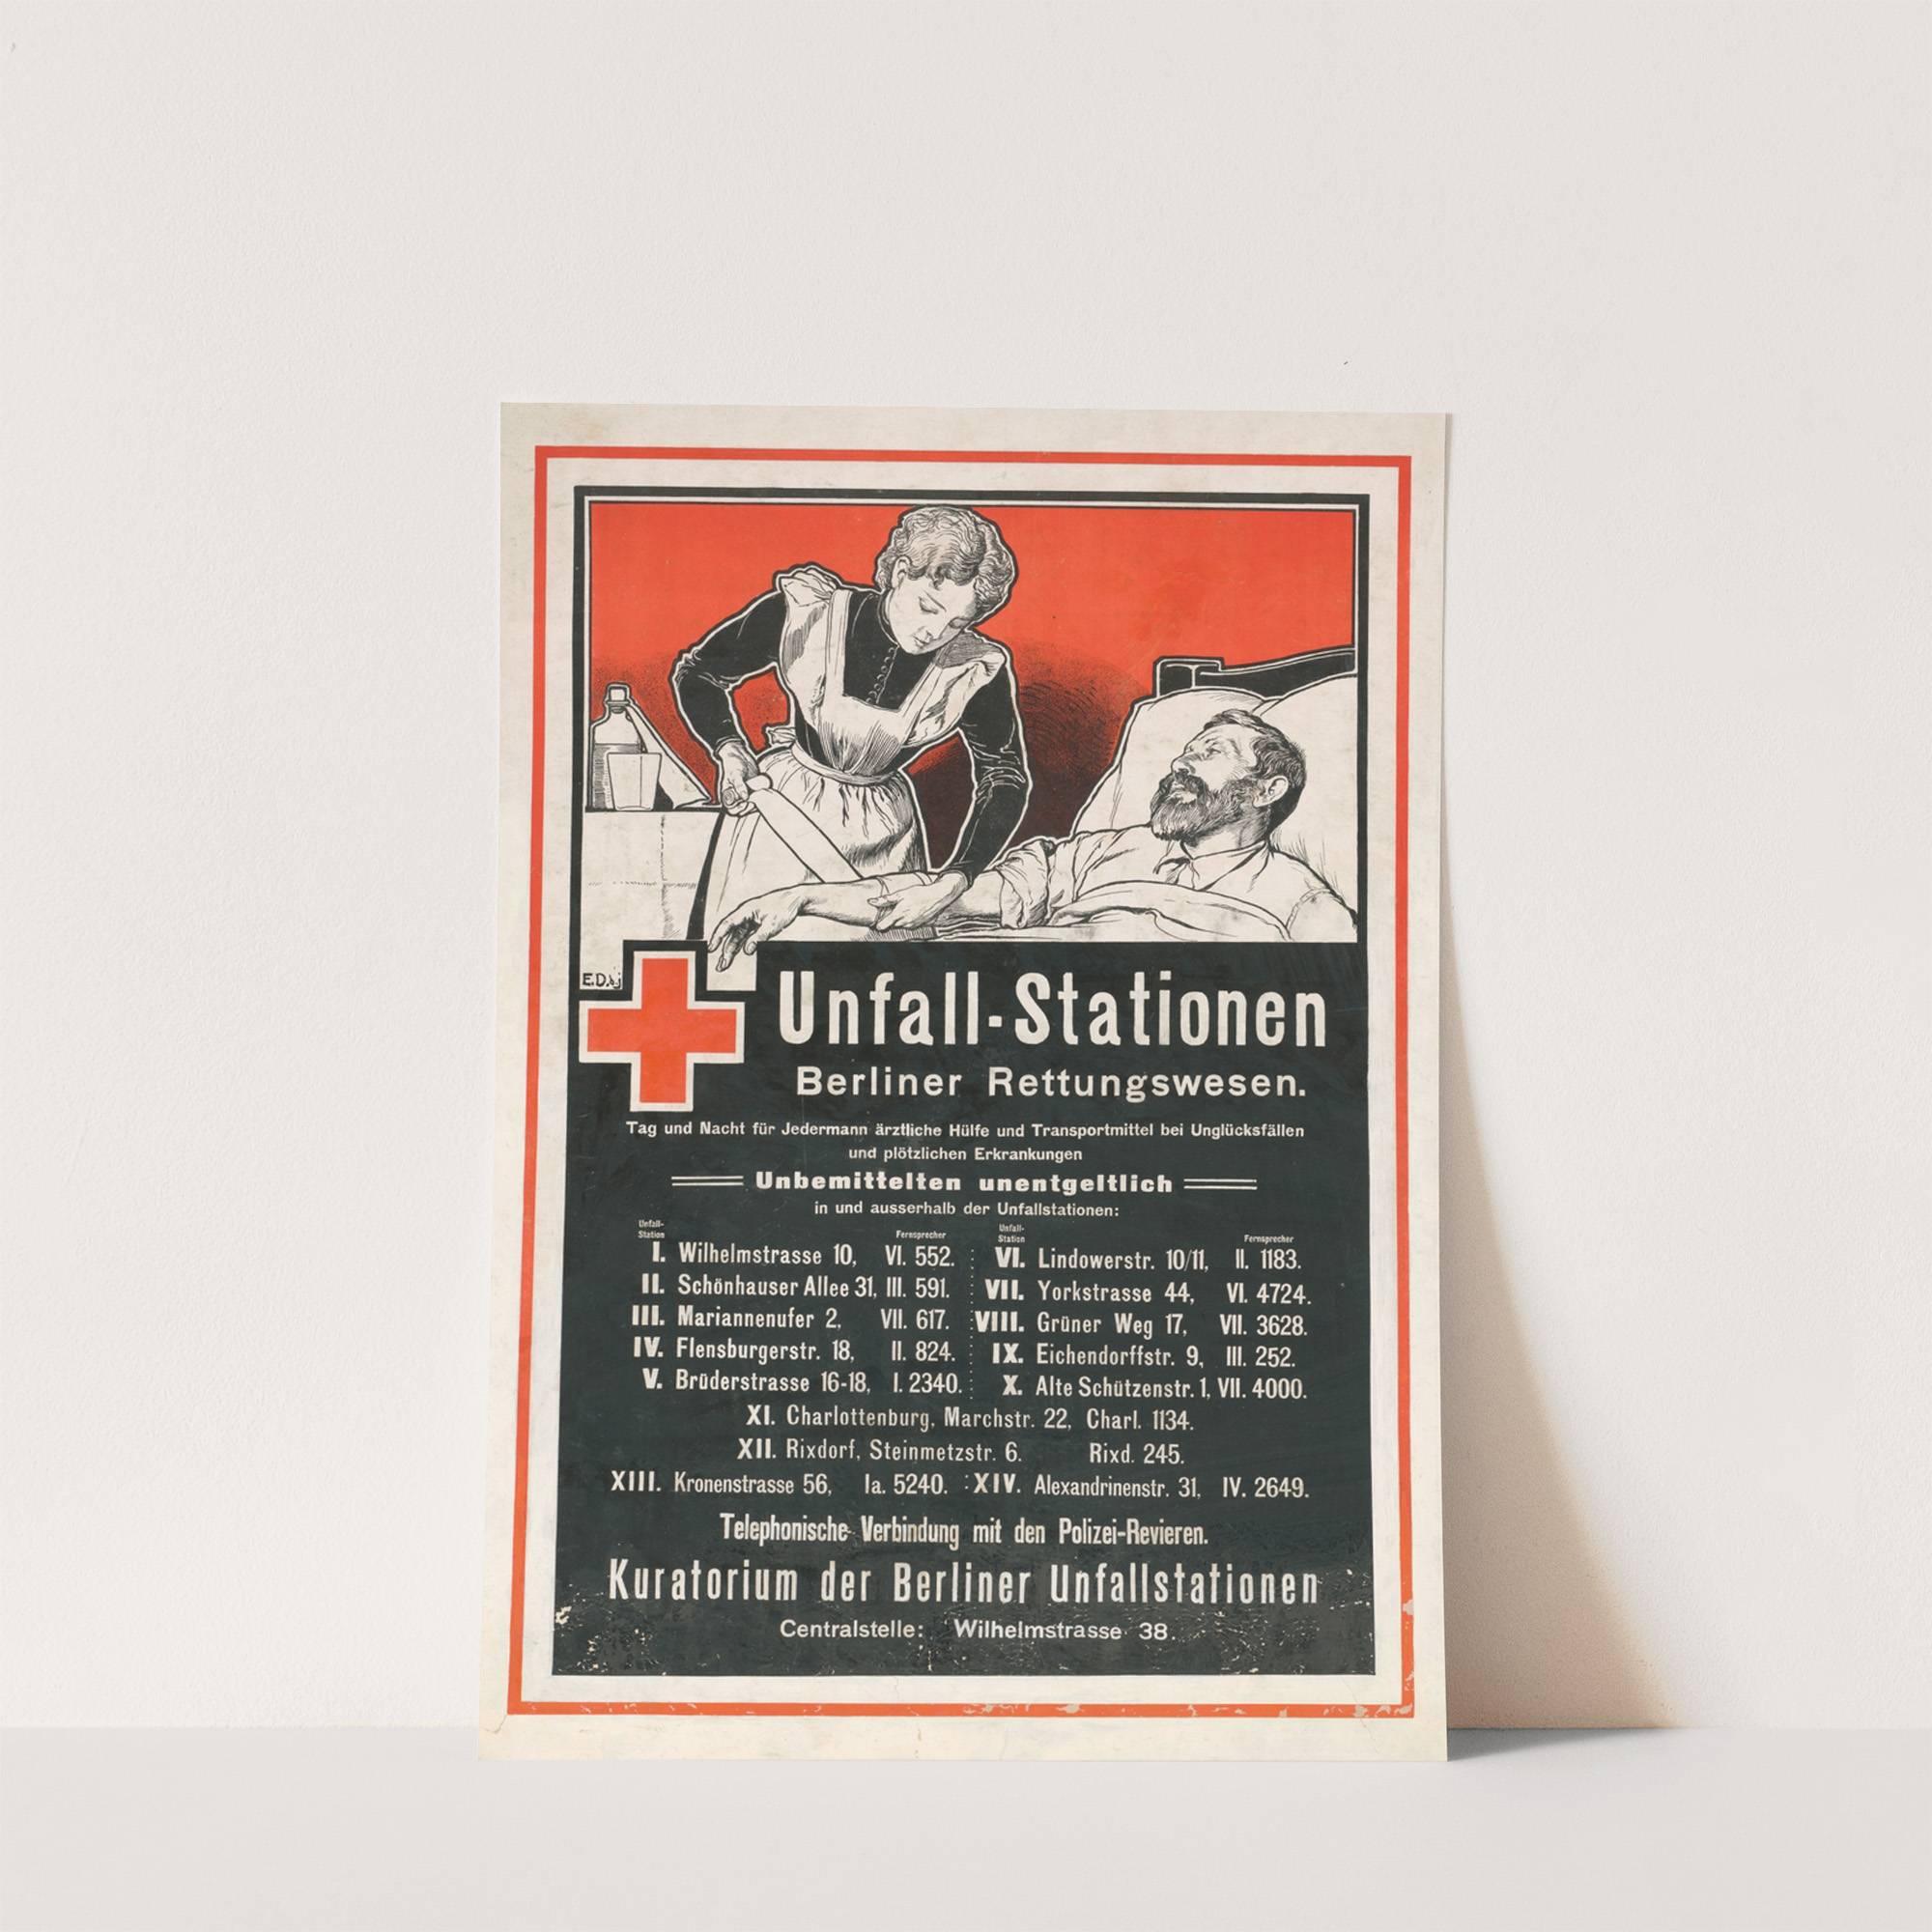 E.D.
Unfall-Stationen
Berliner Rettungswesen.
Tag und Nacht für Jedermann ärztliche Hülfe und Transportmittel bei Unglücksfällen
und plötzlichen Erkrankungen
Unbemittelten unentgeltlich
in und ausserhalb der Unfallstationen:
Unfall-Station Fernsprecher Unfall-Station Fernsprecher
I. Wilhelmstrasse 10, VI. 552. VI. Lindowerstr. 10/11, II. 1183.
II. Schönhauser Allee 31, III. 591. VII. Yorkstrasse 44, VI. 4724.
III. Mariannenufer 2, VII. 617. VIII. Grüner Weg 17, VII. 3628.
IV. Flensburgerstr. 18, II. 824. IX. Eichendorffstr. 9, III. 252.
V. Brüderstrasse 16-18, I. 2340. X. Alte Schützenstr. 1, VII. 4000.
XI. Charlottenburg, Marchstr. 22, Charl. 1134.
XII. Rixdorf, Steinmetzstr. 6. Rixd. 245.
XIII. Kronenstrasse 56, Ia. 5240. XIV. Alexandrinenstr. 31, IV. 2649.
Telephonische Verbindung mit den Polizei-Revieren.
Kuratorium der Berliner Unfallstationen
Centralstelle: Wilhelmstrasse 38.